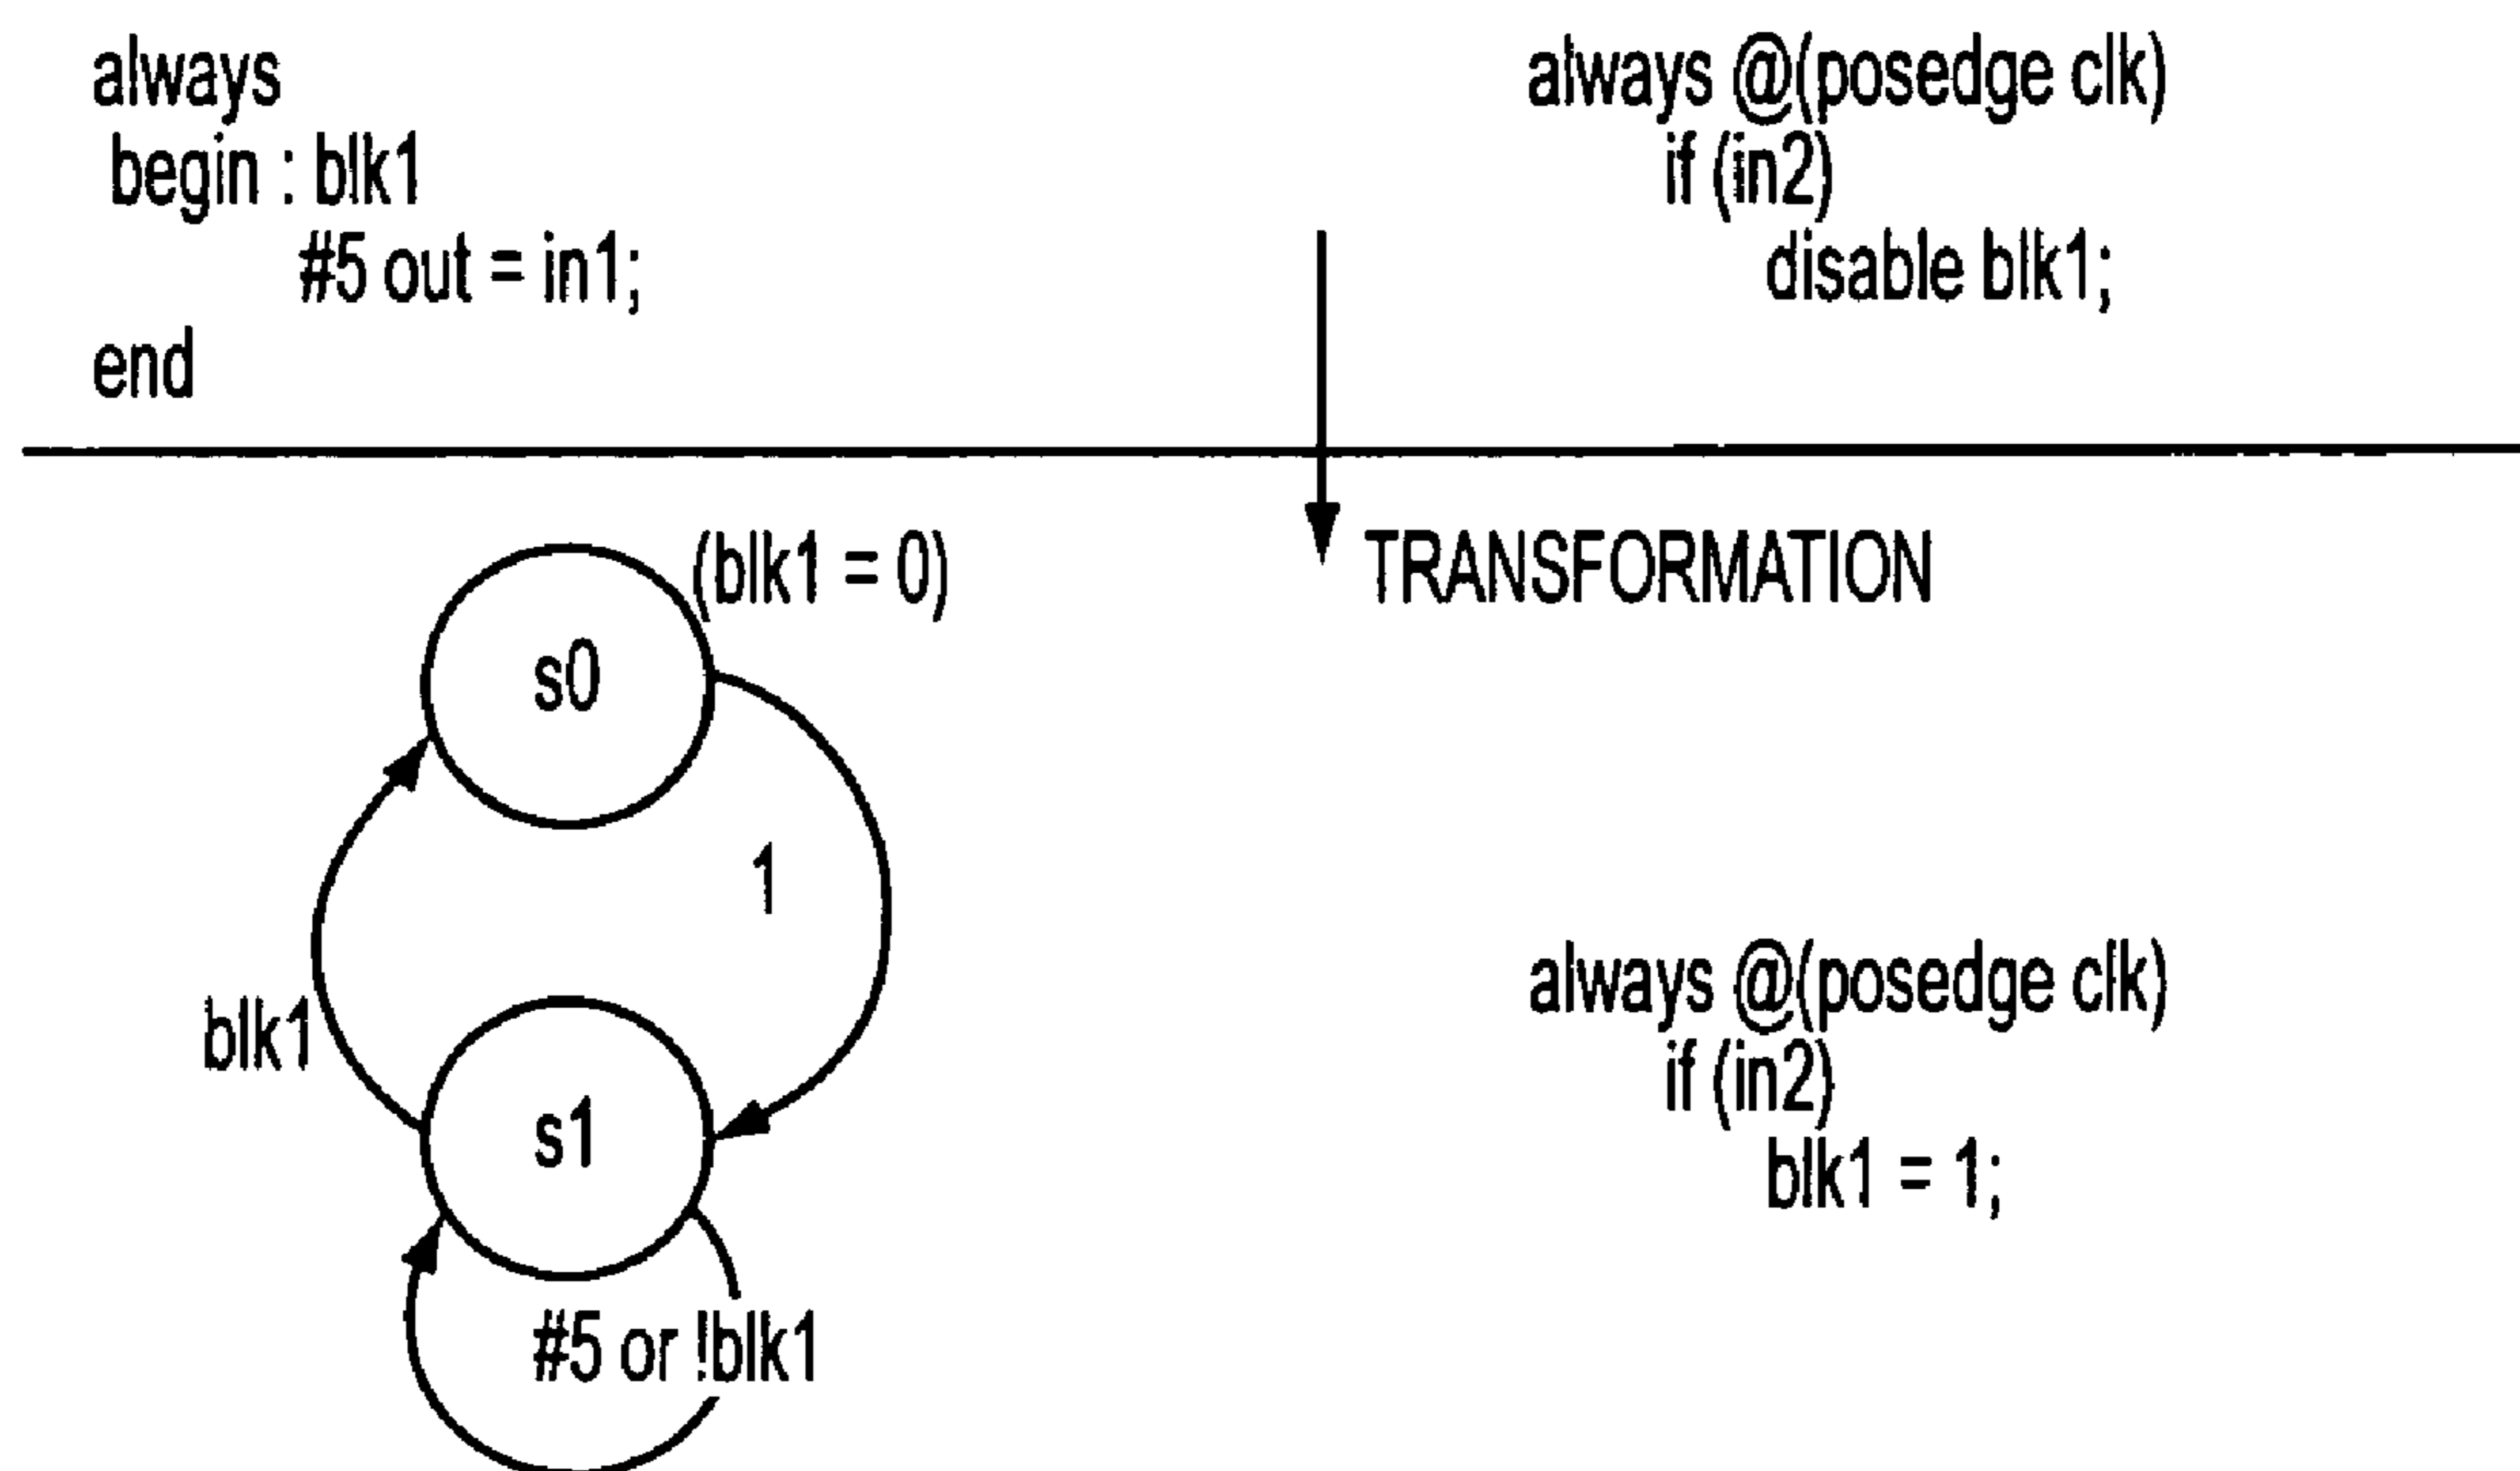 always
begin : blk1
#5 out = in1;
end
always @(posedge clk)
if (in2)
disable blk1;
TRANSFORMATION
(blk1 = 0)
s0
1
blk1
s1
#5 or !blk1
always @(posedge clk)
if (in2)
blk1 = 1;